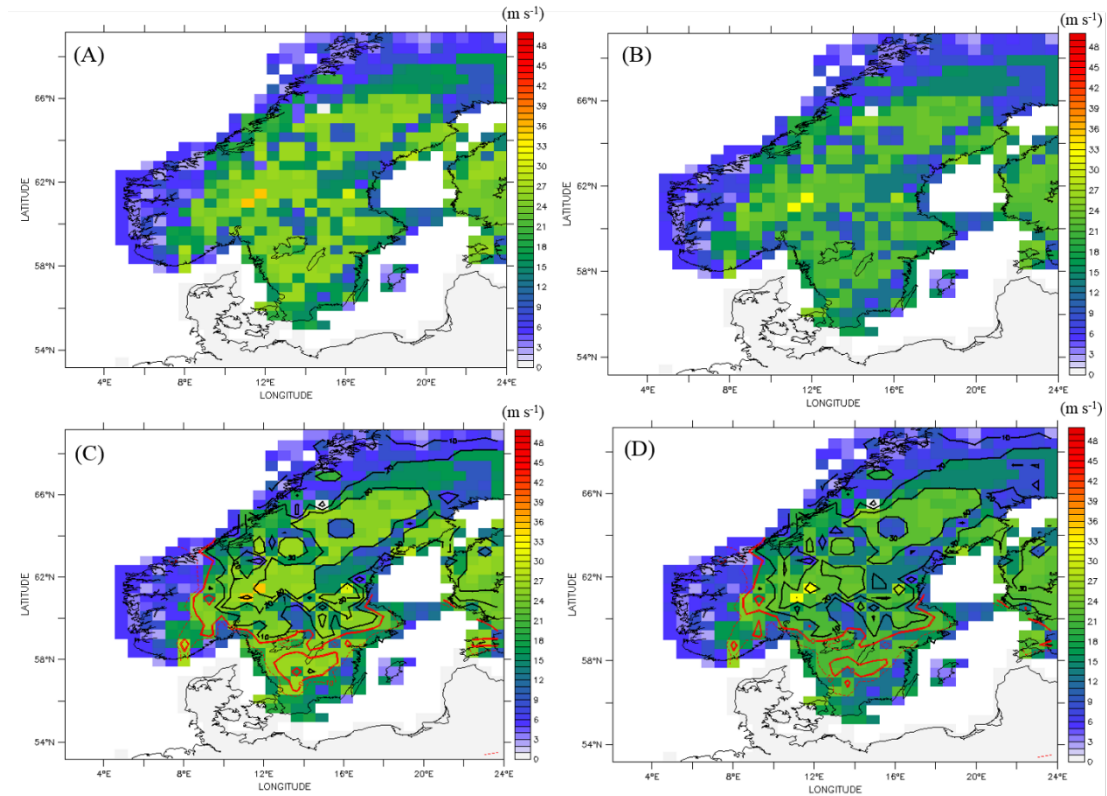 (m s⁻¹)
(m s⁻¹)
(A)
66°N
62°N
58°N
54°N
LATITUDE
4°E
8°E
12°E
16°E
20°E
24°E
LONGITUDE
48
45
42
39
36
33
30
27
24
21
18
15
12
9
6
3
0
(B)
66°N
62°N
58°N
54°N
LATITUDE
4°E
8°E
12°E
16°E
20°E
24°E
LONGITUDE
48
45
42
39
36
33
30
27
24
21
18
15
12
9
6
3
0
(m s⁻¹)
(m s⁻¹)
(C)
66°N
62°N
58°N
54°N
LATITUDE
4°E
8°E
12°E
16°E
20°E
24°E
LONGITUDE
48
45
42
39
36
33
30
27
24
21
18
15
12
9
6
3
0
(D)
66°N
62°N
58°N
54°N
LATITUDE
4°E
8°E
12°E
16°E
20°E
24°E
LONGITUDE
48
45
42
39
36
33
30
27
24
21
18
15
12
9
6
3
0